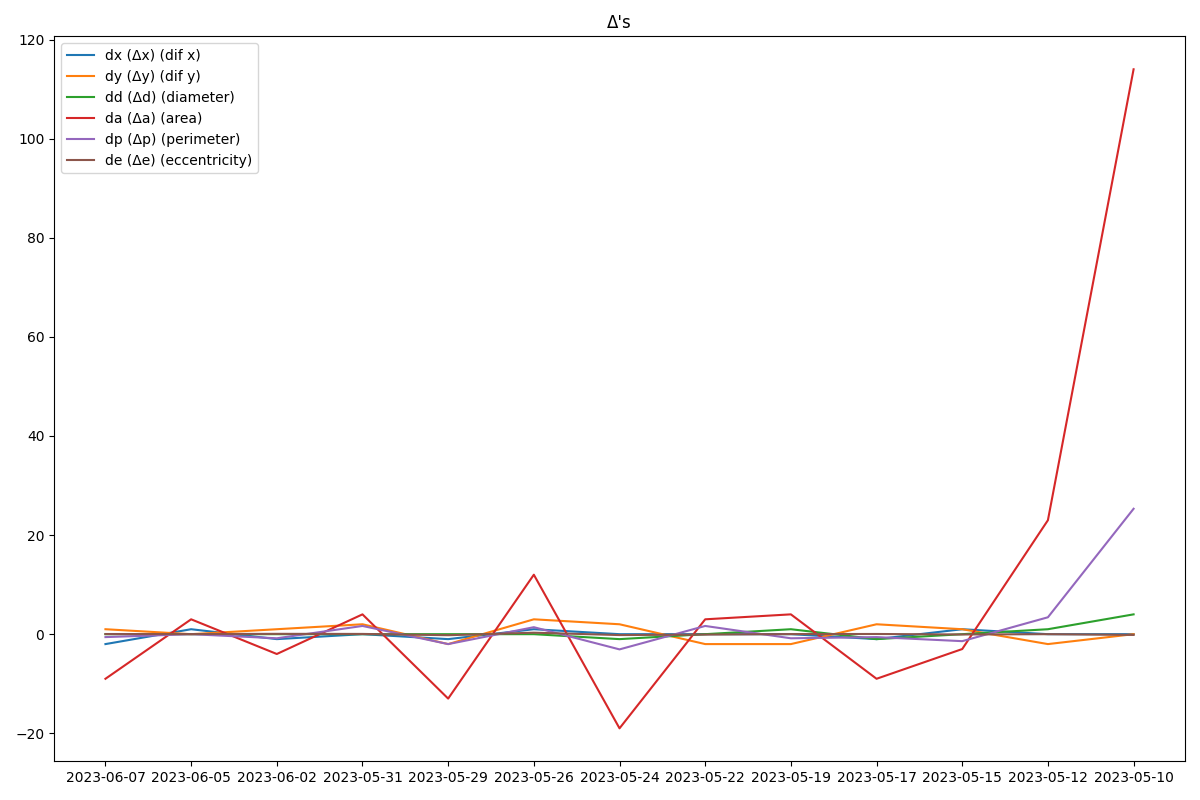 Δ's
120
100
80
60
40
20
0
−20
dx (Δx) (dif x)
dy (Δy) (dif y)
dd (Δd) (diameter)
da (Δa) (area)
dp (Δp) (perimeter)
de (Δe) (eccentricity)
2023-06-07 2023-06-05 2023-06-02 2023-05-31 2023-05-29 2023-05-26 2023-05-24 2023-05-22 2023-05-19 2023-05-17 2023-05-15 2023-05-12 2023-05-10